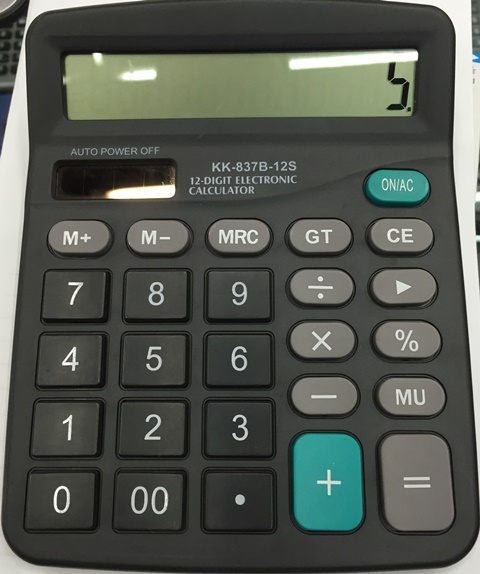 5.
AUTO POWER OFF
KK-837B-12S
12-DIGIT ELECTRONIC
CALCULATOR
ON/AC
M+ M- MRC GT CE
7 8 9 ÷ ▶
4 5 6 × %
1 2 3 - MU
0 00 . + =